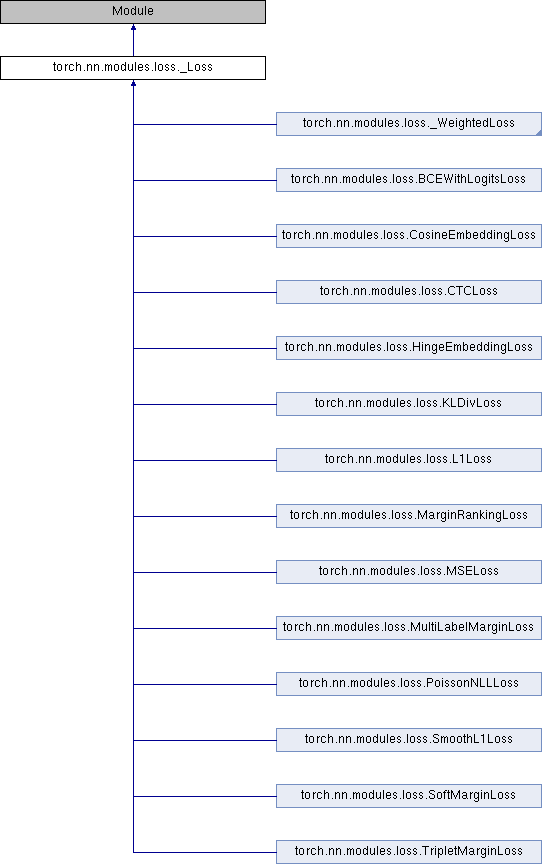 Module
torch.nn.modules.loss._Loss
torch.nn.modules.loss._WeightedLoss
torch.nn.modules.loss.BCEWithLogitsLoss
torch.nn.modules.loss.CosineEmbeddingLoss
torch.nn.modules.loss.CTCLoss
torch.nn.modules.loss.HingeEmbeddingLoss
torch.nn.modules.loss.KLDivLoss
torch.nn.modules.loss.L1Loss
torch.nn.modules.loss.MarginRankingLoss
torch.nn.modules.loss.MSELoss
torch.nn.modules.loss.MultiLabelMarginLoss
torch.nn.modules.loss.PoissonNLLLoss
torch.nn.modules.loss.SmoothL1Loss
torch.nn.modules.loss.SoftMarginLoss
torch.nn.modules.loss.TripletMarginLoss